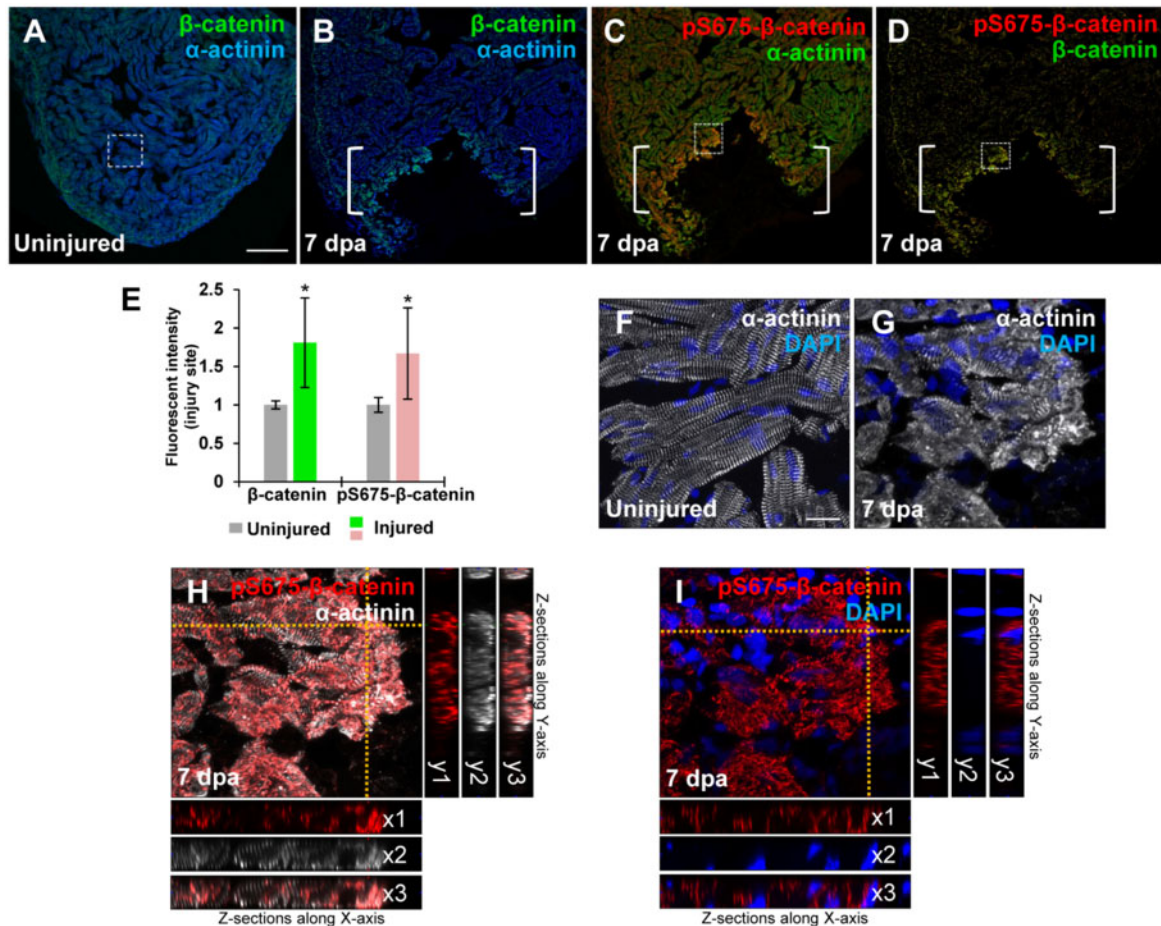 A
β-catenin
α-actinin
Uninjured
B
β-catenin
α-actinin
7 dpa
C
pS675-β-catenin
α-actinin
7 dpa
D
pS675-β-catenin
β-catenin
7 dpa
E
Fluorescent intensity
(injury site)
2.5
2
1.5
1
0.5
0
*
*
β-catenin
pS675-β-catenin
Uninjured
Injured
F
α-actinin
DAPI
Uninjured
G
α-actinin
DAPI
7 dpa
H
pS675-β-catenin
α-actinin
7 dpa
y1
y2
y3
Z-sections along Y-axis
x1
x2
x3
Z-sections along X-axis
I
pS675-β-catenin
DAPI
7 dpa
y1
y2
y3
Z-sections along Y-axis
x1
x2
x3
Z-sections along X-axis